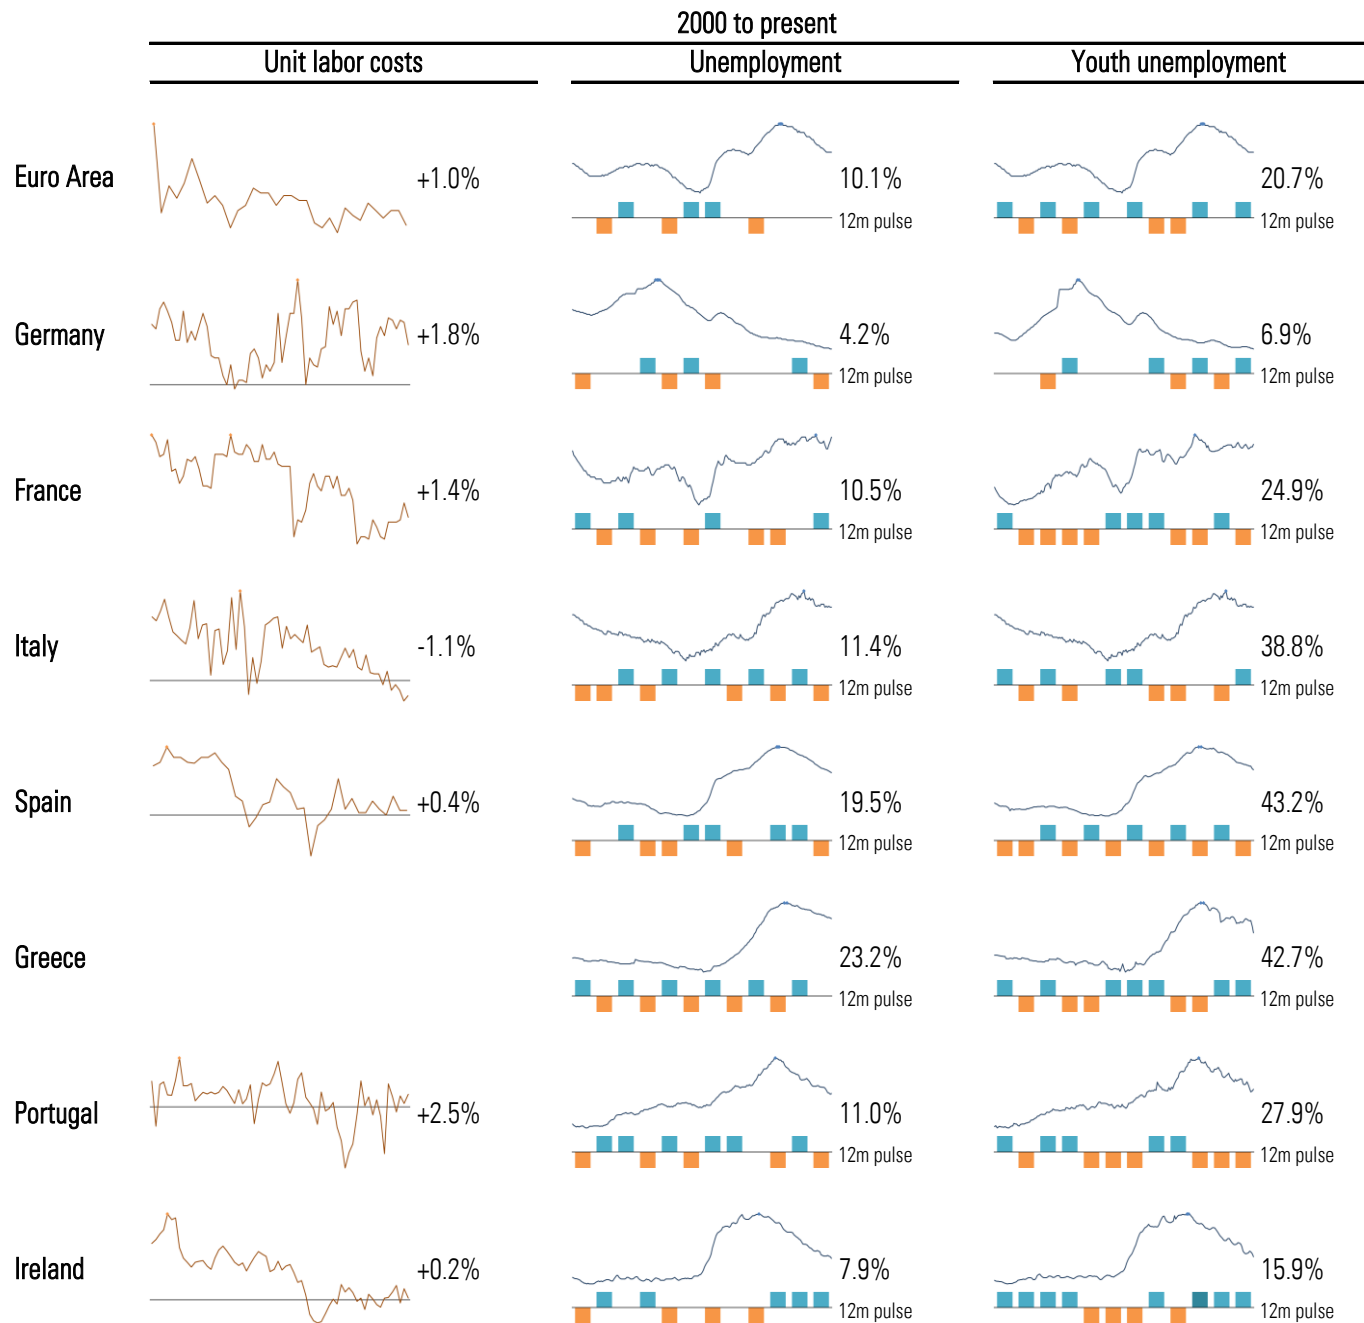 2000 to present
Unit labor costs Unemployment Youth unemployment
Euro Area +1.0% 10.1% 20.7%
12m pulse 12m pulse
Germany +1.8% 4.2% 6.9%
12m pulse 12m pulse
France +1.4% 10.5% 24.9%
12m pulse 12m pulse
Italy -1.1% 11.4% 38.8%
12m pulse 12m pulse
Spain +0.4% 19.5% 43.2%
12m pulse 12m pulse
Greece 23.2% 42.7%
12m pulse 12m pulse
Portugal +2.5% 11.0% 27.9%
12m pulse 12m pulse
Ireland +0.2% 7.9% 15.9%
12m pulse 12m pulse